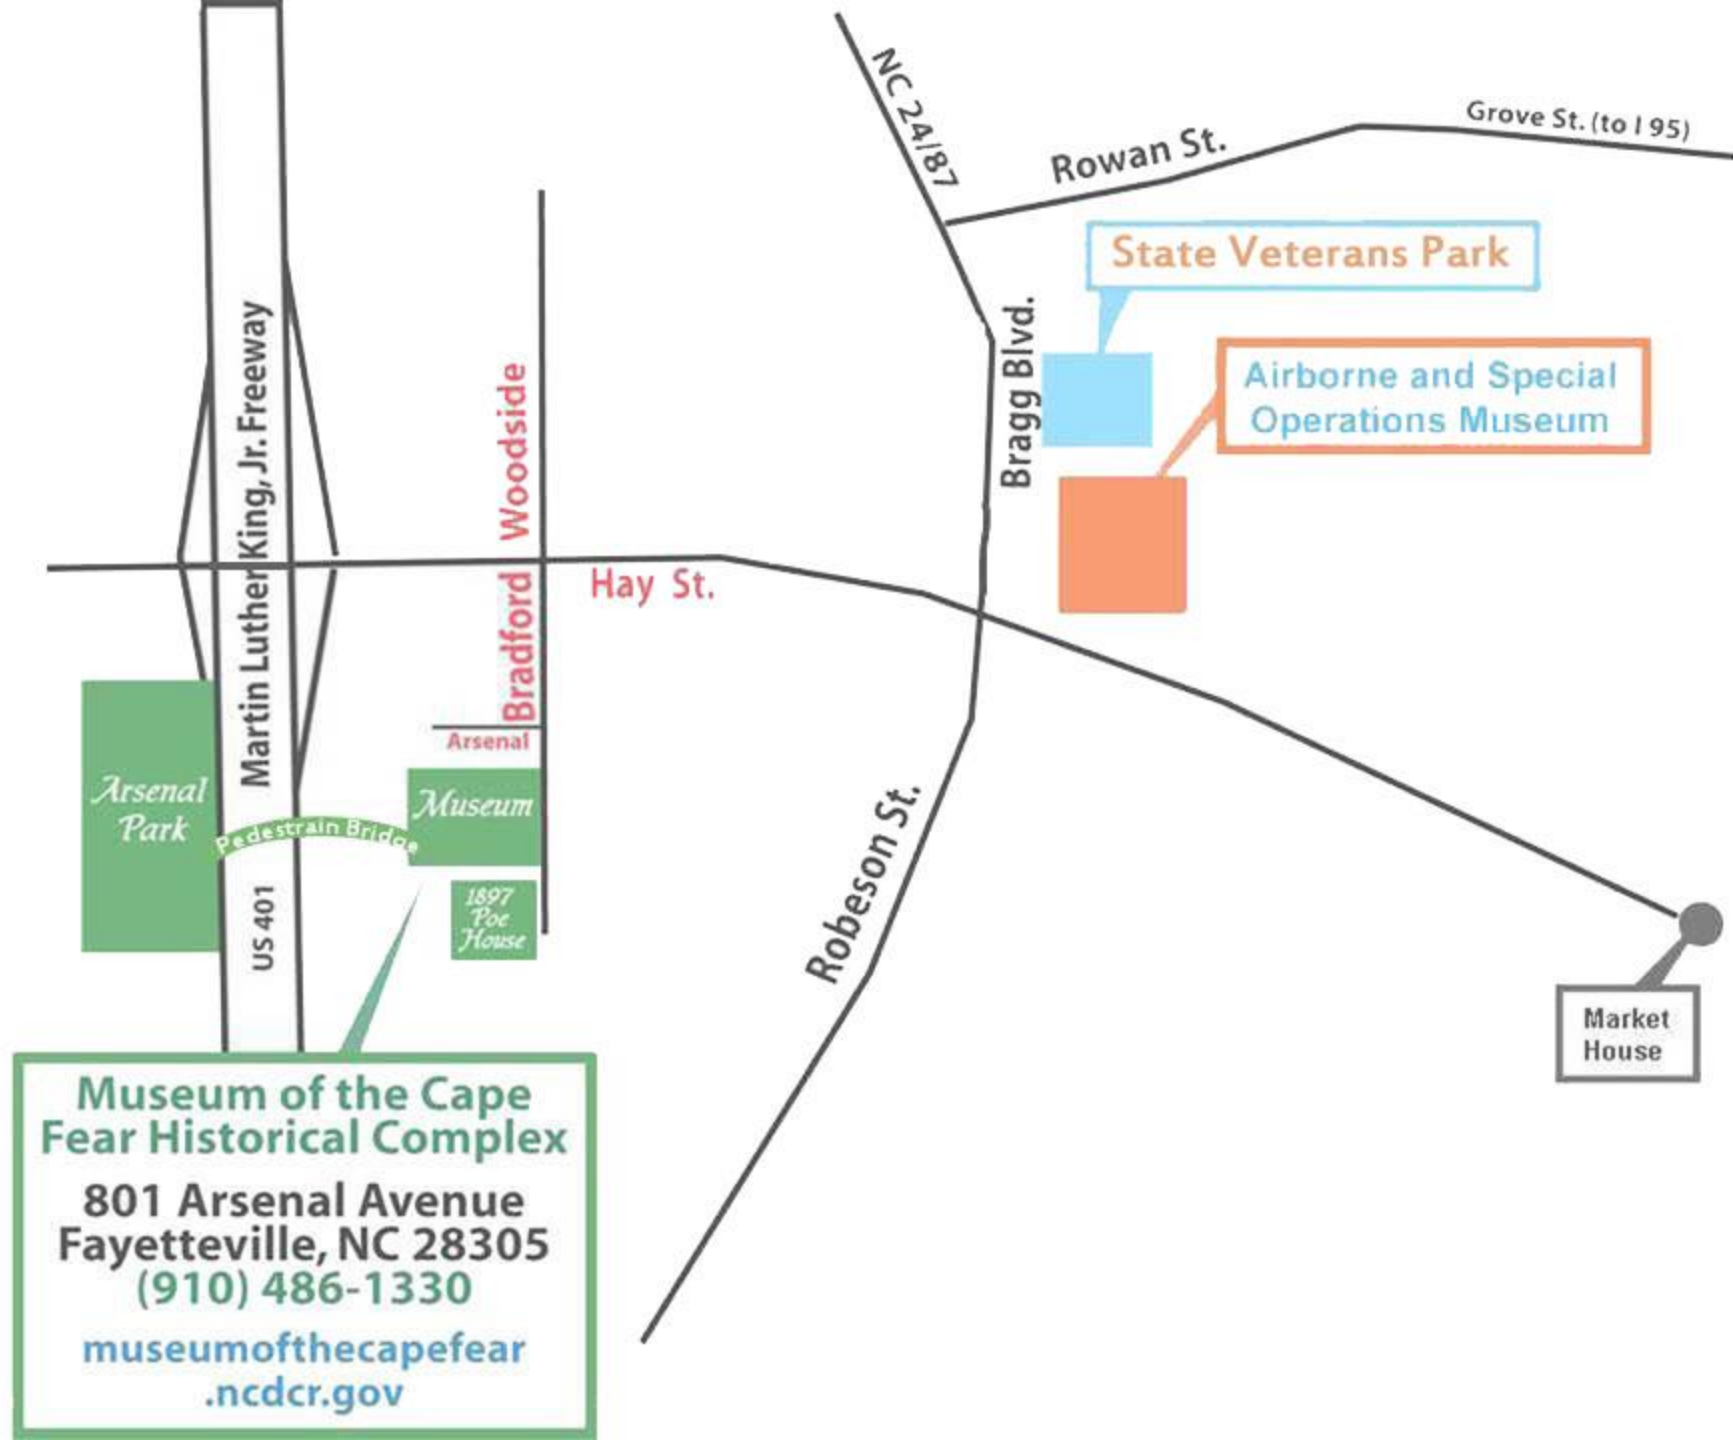 NC 24/87
Grove St. (to I 95)
Rowan St.
State Veterans Park
Bragg Blvd.
Airborne and Special
Operations Museum
Martin Luther King, Jr. Freeway
Woodside
Hay St.
Bradford
Arsenal
Arsenal
Park
Museum
Pedestrain Bridge
1897
Poe
House
US 401
Robeson St.
Market
House
Museum of the Cape
Fear Historical Complex
801 Arsenal Avenue
Fayetteville, NC 28305
(910) 486-1330
museumofthecapefear
.ncdcr.gov